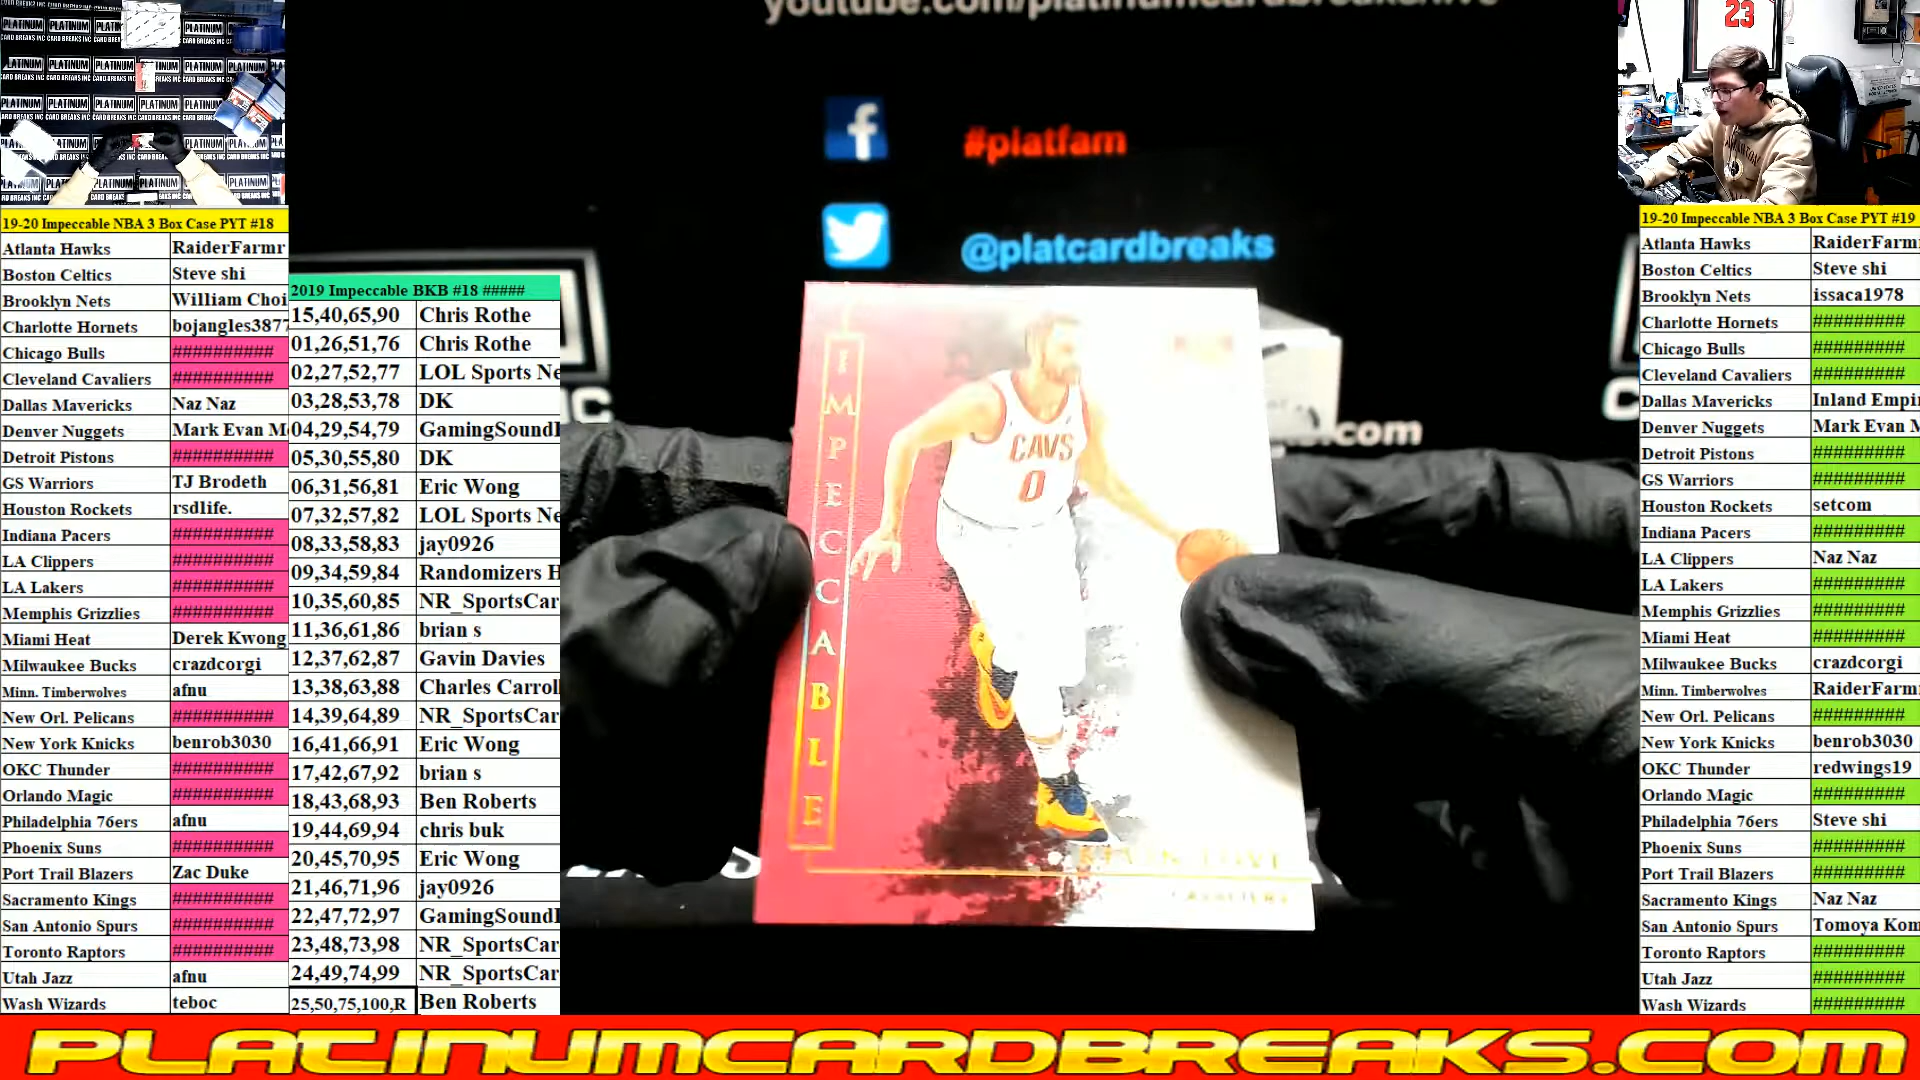 youtube.com/platinumcardbreaks/live
#platfam
@platcardbreaks
.com
IMPECCABLE
CAVS
0
KEVIN LOVE
CAVALIERS
23
PLATINUM
CARD BREAKS INC
19-20 Impeccable NBA 3 Box Case PYT #18
Atlanta Hawks RaiderFarmr
Boston Celtics Steve shi
Brooklyn Nets William Choi
Charlotte Hornets bojangles3877
Chicago Bulls ##########
Cleveland Cavaliers ##########
Dallas Mavericks Naz Naz
Denver Nuggets Mark Evan M
Detroit Pistons ##########
GS Warriors TJ Brodeth
Houston Rockets rsdlife.
Indiana Pacers ##########
LA Clippers ##########
LA Lakers ##########
Memphis Grizzlies ##########
Miami Heat Derek Kwong
Milwaukee Bucks crazdcorgi
Minn. Timberwolves afnu
New Orl. Pelicans ##########
New York Knicks benrob3030
OKC Thunder ##########
Orlando Magic ##########
Philadelphia 76ers afnu
Phoenix Suns ##########
Port Trail Blazers Zac Duke
Sacramento Kings ##########
San Antonio Spurs ##########
Toronto Raptors ##########
Utah Jazz afnu
Wash Wizards teboc
2019 Impeccable BKB #18 #####
15,40,65,90 Chris Rothe
01,26,51,76 Chris Rothe
02,27,52,77 LOL Sports Ne
03,28,53,78 DK
04,29,54,79 GamingSoundI
05,30,55,80 DK
06,31,56,81 Eric Wong
07,32,57,82 LOL Sports Ne
08,33,58,83 jay0926
09,34,59,84 Randomizers H
10,35,60,85 NR_SportsCar
11,36,61,86 brian s
12,37,62,87 Gavin Davies
13,38,63,88 Charles Carroll
14,39,64,89 NR_SportsCar
16,41,66,91 Eric Wong
17,42,67,92 brian s
18,43,68,93 Ben Roberts
19,44,69,94 chris buk
20,45,70,95 Eric Wong
21,46,71,96 jay0926
22,47,72,97 GamingSoundI
23,48,73,98 NR_SportsCar
24,49,74,99 NR_SportsCar
25,50,75,100,R Ben Roberts
19-20 Impeccable NBA 3 Box Case PYT #19
Atlanta Hawks RaiderFarm
Boston Celtics Steve shi
Brooklyn Nets issaca1978
Charlotte Hornets #########
Chicago Bulls #########
Cleveland Cavaliers #########
Dallas Mavericks Inland Empi
Denver Nuggets Mark Evan M
Detroit Pistons #########
GS Warriors #########
Houston Rockets setcom
Indiana Pacers #########
LA Clippers Naz Naz
LA Lakers #########
Memphis Grizzlies #########
Miami Heat #########
Milwaukee Bucks crazdcorgi
Minn. Timberwolves RaiderFarm
New Orl. Pelicans #########
New York Knicks benrob3030
OKC Thunder redwings19
Orlando Magic #########
Philadelphia 76ers Steve shi
Phoenix Suns #########
Port Trail Blazers #########
Sacramento Kings Naz Naz
San Antonio Spurs Tomoya Kom
Toronto Raptors #########
Utah Jazz #########
Wash Wizards #########
PLATINUMCARDBREAKS.COM